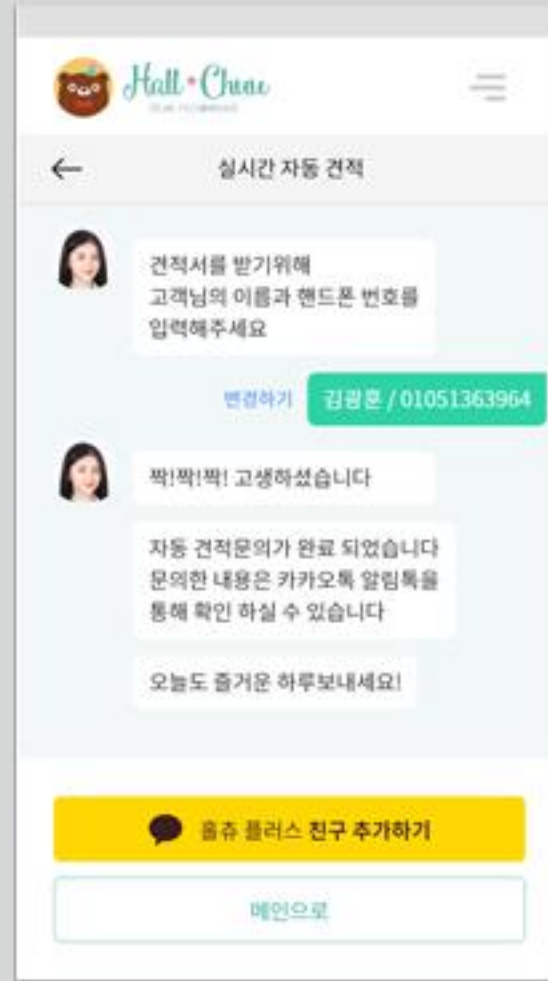 실시간 자동 견적
견적서를 받기위해
고객님의 이름과 핸드폰 번호를
입력해주세요
변경하기
김광훈 / 01051363964
짝!짝!짝! 고생하셨습니다
자동 견적문의가 완료 되었습니다
문의한 내용은 카카오톡 알림톡을
통해 확인 하실 수 있습니다
오늘도 즐거운 하루보내세요!
홀츄 플러스 친구 추가하기
메인으로